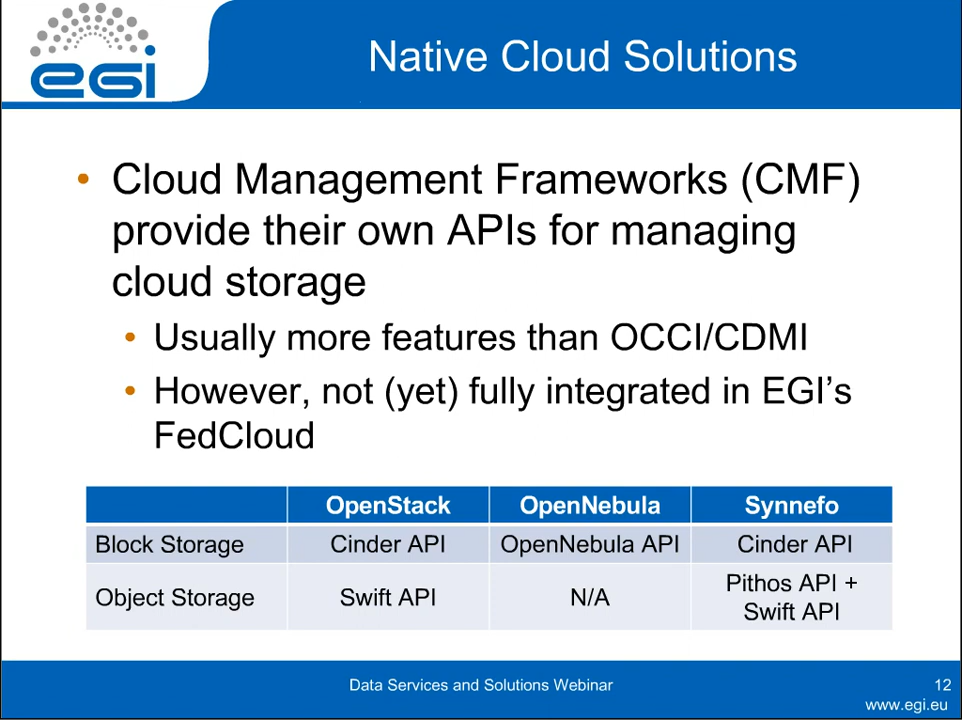 egi
Native Cloud Solutions
• Cloud Management Frameworks (CMF)
provide their own APIs for managing
cloud storage
• Usually more features than OCCI/CDMI
• However, not (yet) fully integrated in EGI’s
FedCloud
OpenStack OpenNebula Synnefo
Block Storage Cinder API OpenNebula API Cinder API
Object Storage Swift API N/A Pithos API +
Swift API
Data Services and Solutions Webinar 12
www.egi.eu